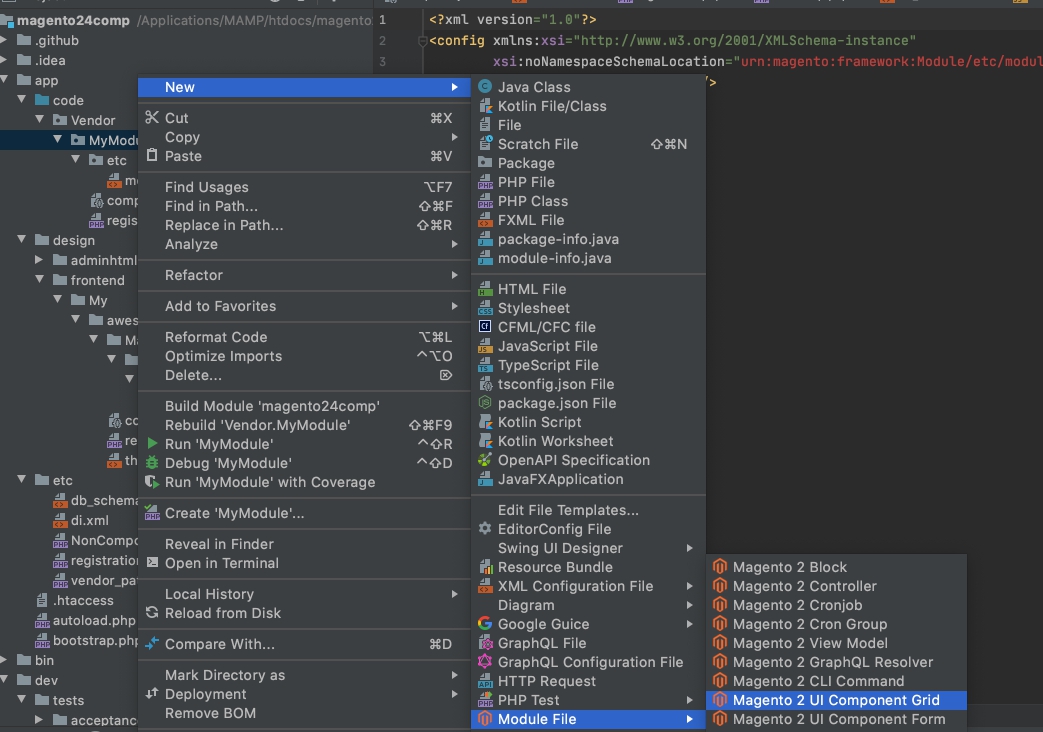 magento24comp /Applications/MAMP/htdocs/magento
.github
.idea
app
code
Vendor
MyModu
etc
m
comp
regis
design
adminhtml
frontend
My
awes
M
co
re
th
etc
db_schema
di.xml
NonCompo
registration
vendor_pa
.htaccess
autoload.php
bootstrap.php
bin
dev
tests
acceptance
1 <?xml version="1.0"?>
2 <config xmlns:xsi="http://www.w3.org/2001/XMLSchema-instance"
3 xsi:noNamespaceSchemaLocation="urn:magento:framework:Module/etc/modul
/>
New
Cut ⌘X
Copy
Paste ⌘V
Find Usages ⌥F7
Find in Path... ⇧⌘F
Replace in Path... ⇧⌘R
Analyze
Refactor
Add to Favorites
Reformat Code ⌥⌘L
Optimize Imports ^⌥O
Delete... ⌦
Build Module 'magento24comp'
Rebuild 'Vendor.MyModule' ⇧⌘F9
Run 'MyModule' ^⇧R
Debug 'MyModule' ^⇧D
Run 'MyModule' with Coverage
Create 'MyModule'...
Reveal in Finder
Open in Terminal
Local History
Reload from Disk
Compare With... ⌘D
Mark Directory as
Deployment
Remove BOM
Java Class
Kotlin File/Class
File
Scratch File ⇧⌘N
Package
PHP File
PHP Class
FXML File
package-info.java
module-info.java
HTML File
Stylesheet
CFML/CFC file
JavaScript File
TypeScript File
tsconfig.json File
package.json File
Kotlin Script
Kotlin Worksheet
OpenAPI Specification
JavaFXApplication
Edit File Templates...
EditorConfig File
Swing UI Designer
Resource Bundle
XML Configuration File
Diagram
Google Guice
GraphQL File
GraphQL Configuration File
HTTP Request
PHP Test
Module File
Magento 2 Block
Magento 2 Controller
Magento 2 Cronjob
Magento 2 Cron Group
Magento 2 View Model
Magento 2 GraphQL Resolver
Magento 2 CLI Command
Magento 2 UI Component Grid
Magento 2 UI Component Form